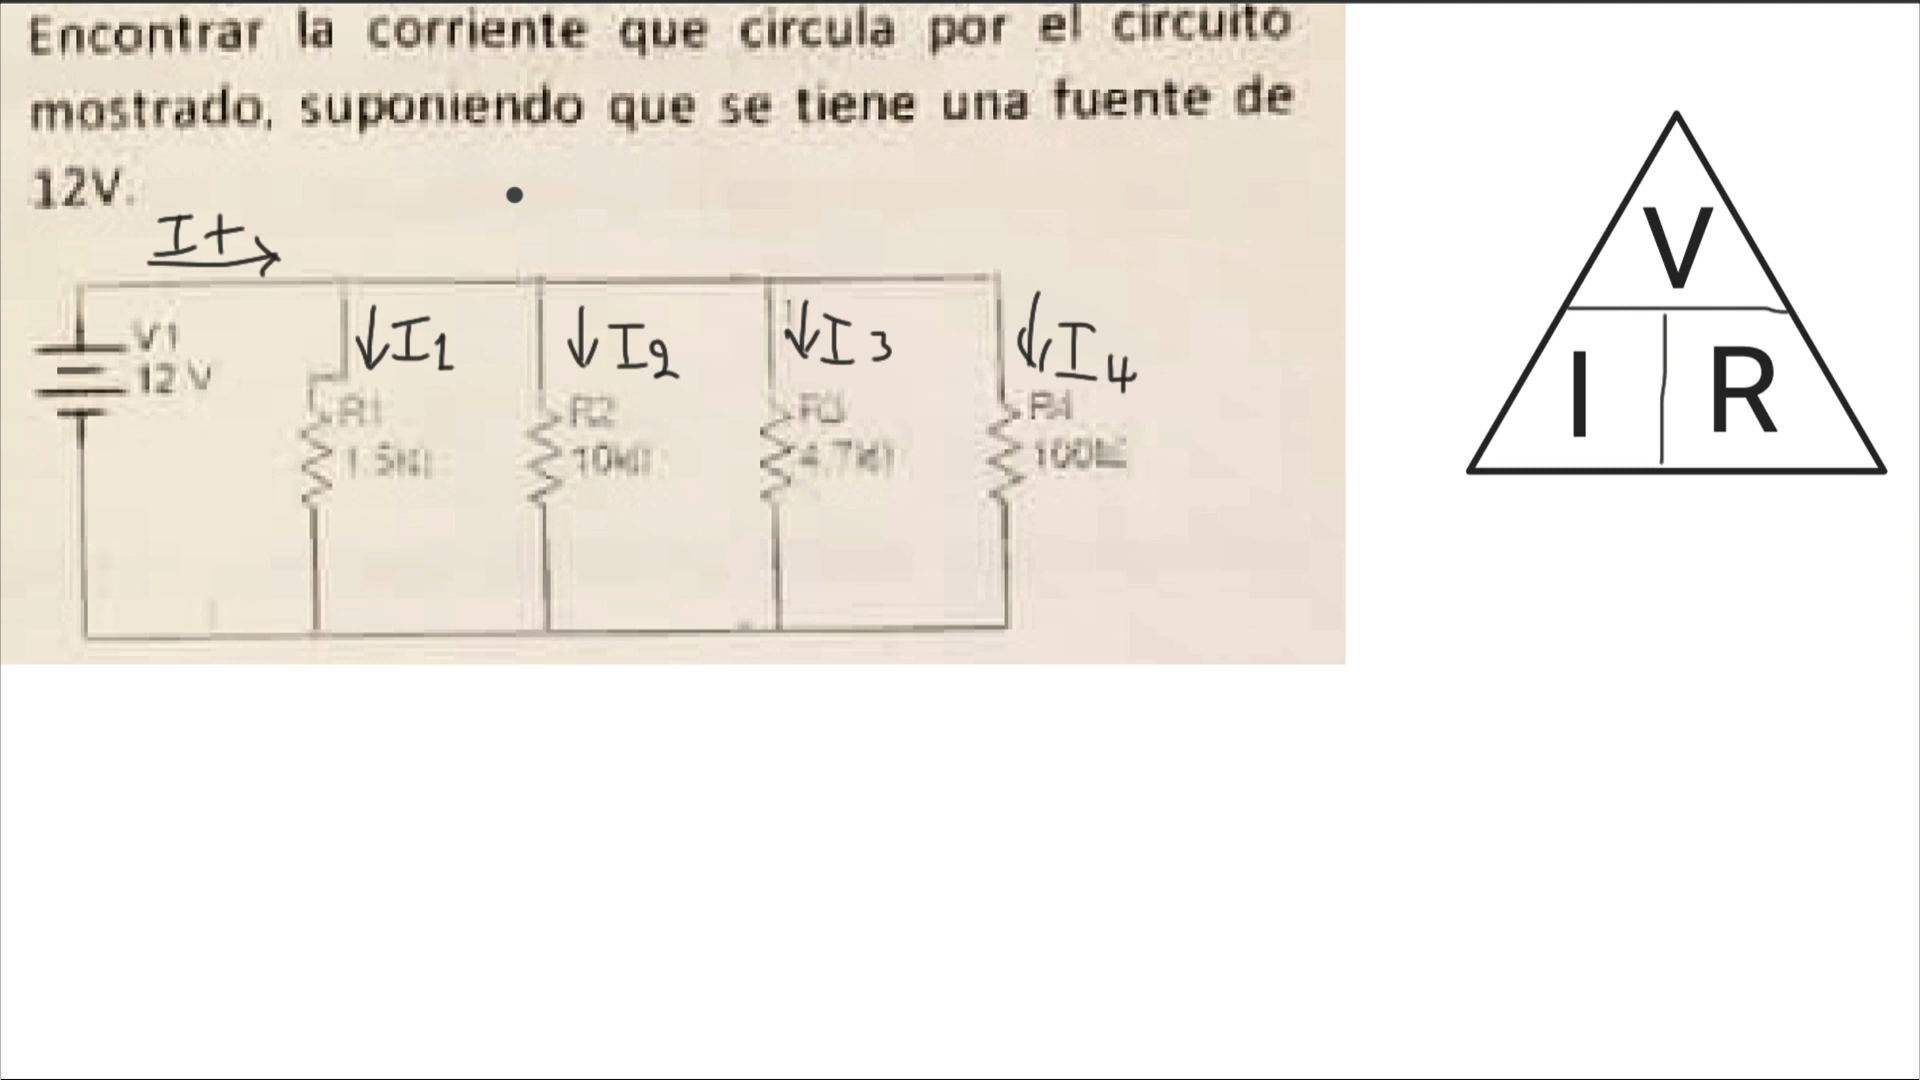 Encontrar la corriente que circula por el circuito
mostrado, suponiendo que se tiene una fuente de
12V.
It
V1
12 V
I1
I2
I3
I4
R1
1.5kΩ
R2
10kΩ
R3
4.7kΩ
R4
V
I R